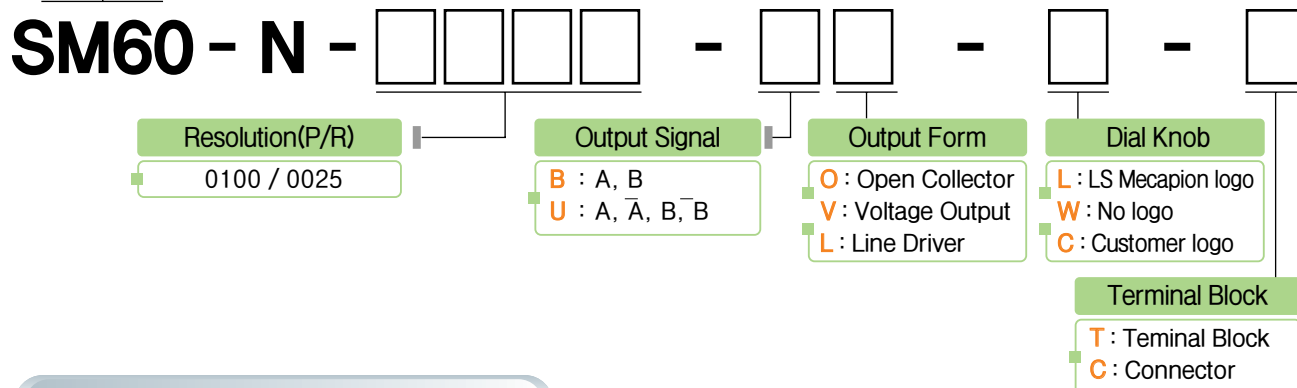 SM60 - N - □□□□ - □□ - □ - □
Resolution(P/R)
0100 / 0025
Output Signal
B : A, B
U : A, A̅, B, B̅
Output Form
O : Open Collector
V : Voltage Output
L : Line Driver
Dial Knob
L : LS Mecapion logo
W : No logo
C : Customer logo
Terminal Block
T : Teminal Block
C : Connector